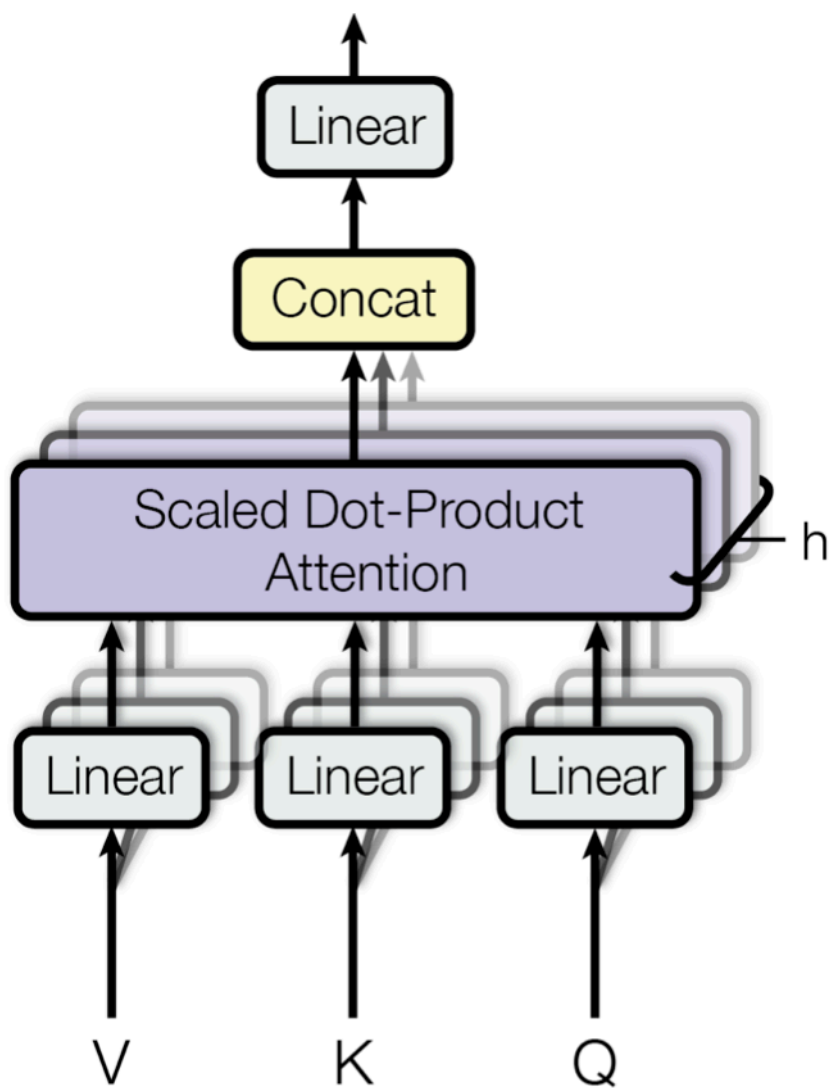 Linear
Concat
Scaled Dot-Product
Attention
h
Linear Linear Linear
V K Q